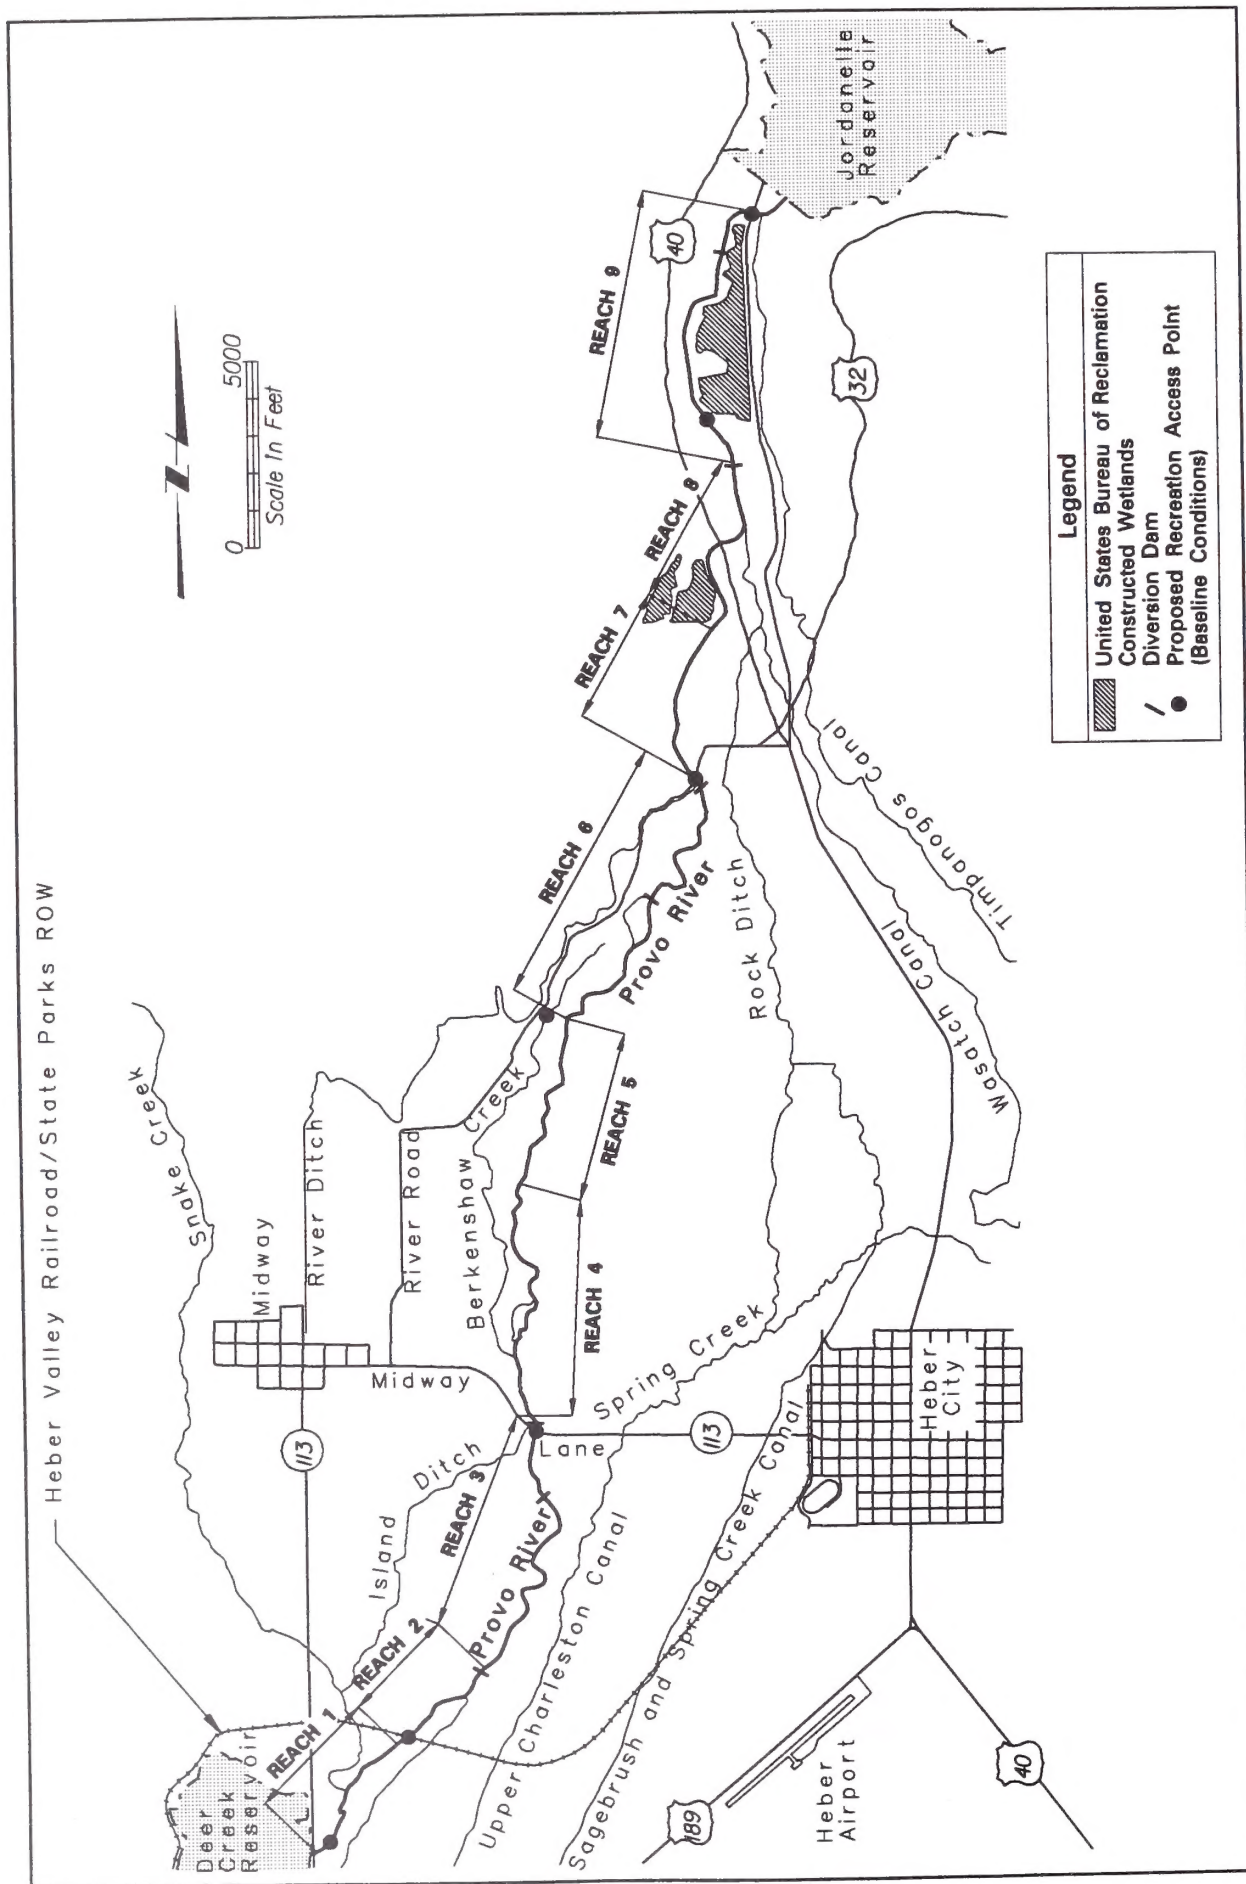 Heber Valley Railroad/State Parks ROW
N
0 5000
Scale In Feet
Deer
Creek
Reservoir
Snake Creek
Midway
River Ditch
River Road
Berkenshaw Creek
Midway
Lane
113
113
Island Ditch
REACH 1
REACH 2
REACH 3
REACH 4
REACH 5
REACH 6
REACH 7
REACH 8
REACH 9
Provo River
Provo River
Spring Creek
Upper Charleston Canal
Sagebrush and Spring Creek Canal
Rock Ditch
Wasatch Canal
Timpanogos Canal
Heber
City
Heber
Airport
189
40
40
32
Jordanelle
Reservoir
Legend
United States Bureau of Reclamation
Constructed Wetlands
Diversion Dam
Proposed Recreation Access Point
(Baseline Conditions)